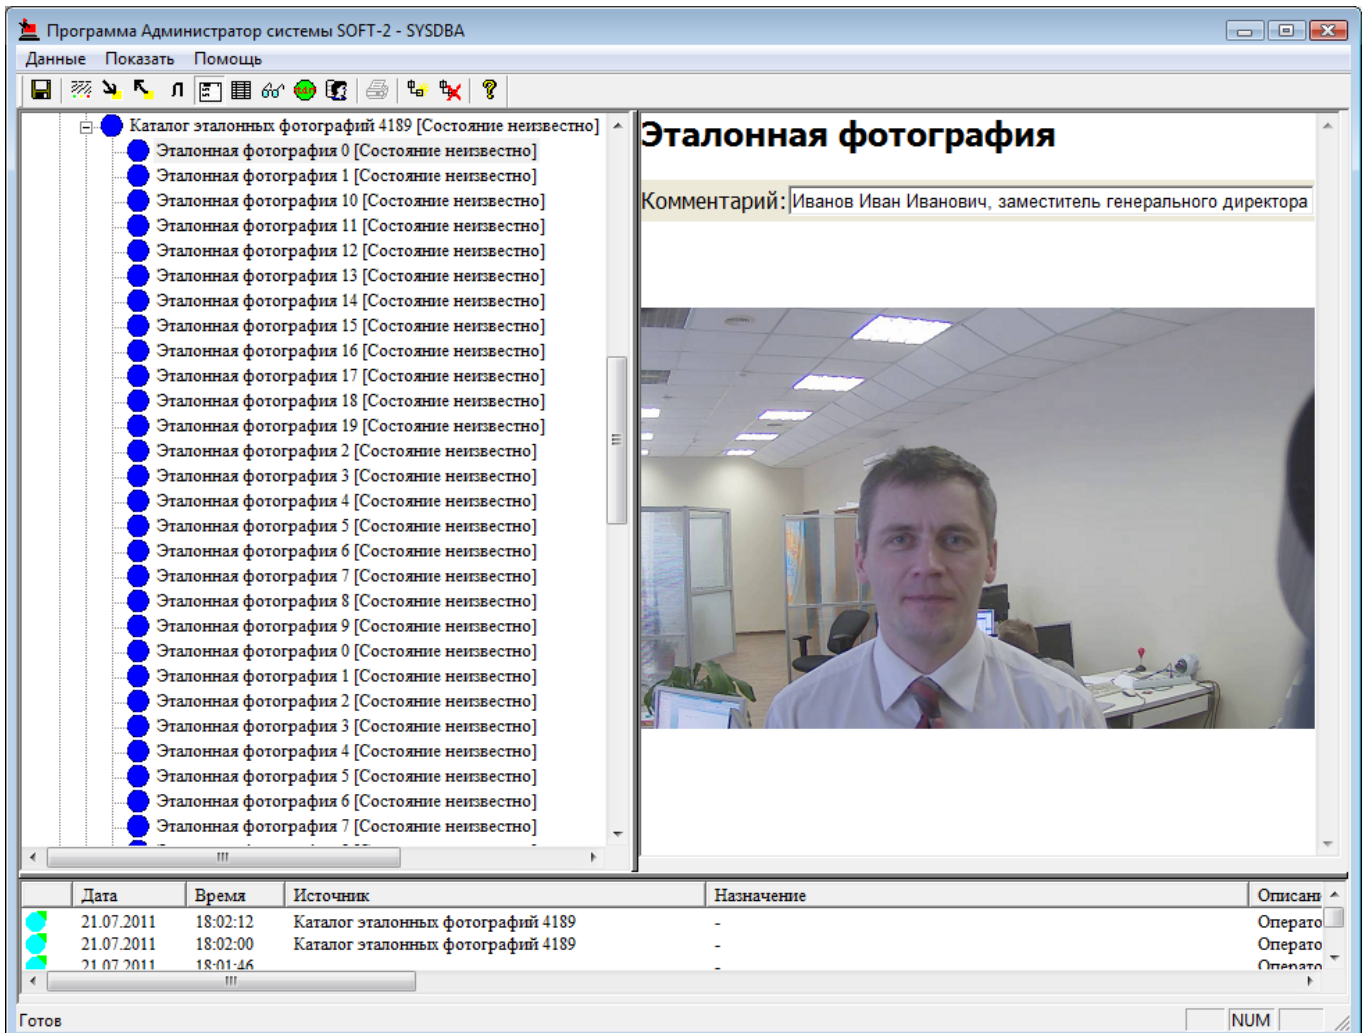 Программа Администратор системы SOFT-2 - SYSDBA
Данные Показать Помощь
Каталог эталонных фотографий 4189 [Состояние неизвестно]
Эталонная фотография 0 [Состояние неизвестно]
Эталонная фотография 1 [Состояние неизвестно]
Эталонная фотография 10 [Состояние неизвестно]
Эталонная фотография 11 [Состояние неизвестно]
Эталонная фотография 12 [Состояние неизвестно]
Эталонная фотография 13 [Состояние неизвестно]
Эталонная фотография 14 [Состояние неизвестно]
Эталонная фотография 15 [Состояние неизвестно]
Эталонная фотография 16 [Состояние неизвестно]
Эталонная фотография 17 [Состояние неизвестно]
Эталонная фотография 18 [Состояние неизвестно]
Эталонная фотография 19 [Состояние неизвестно]
Эталонная фотография 2 [Состояние неизвестно]
Эталонная фотография 3 [Состояние неизвестно]
Эталонная фотография 4 [Состояние неизвестно]
Эталонная фотография 5 [Состояние неизвестно]
Эталонная фотография 6 [Состояние неизвестно]
Эталонная фотография 7 [Состояние неизвестно]
Эталонная фотография 8 [Состояние неизвестно]
Эталонная фотография 9 [Состояние неизвестно]
Эталонная фотография 0 [Состояние неизвестно]
Эталонная фотография 1 [Состояние неизвестно]
Эталонная фотография 2 [Состояние неизвестно]
Эталонная фотография 3 [Состояние неизвестно]
Эталонная фотография 4 [Состояние неизвестно]
Эталонная фотография 5 [Состояние неизвестно]
Эталонная фотография 6 [Состояние неизвестно]
Эталонная фотография 7 [Состояние неизвестно]
Эталонная фотография
Комментарий: Иванов Иван Иванович, заместитель генерального директора
Дата Время Источник Назначение Описани
21.07.2011 18:02:12 Каталог эталонных фотографий 4189 - Операто
21.07.2011 18:02:00 Каталог эталонных фотографий 4189 - Операто
21.07.2011 18:01:46 - Операто
Готов NUM